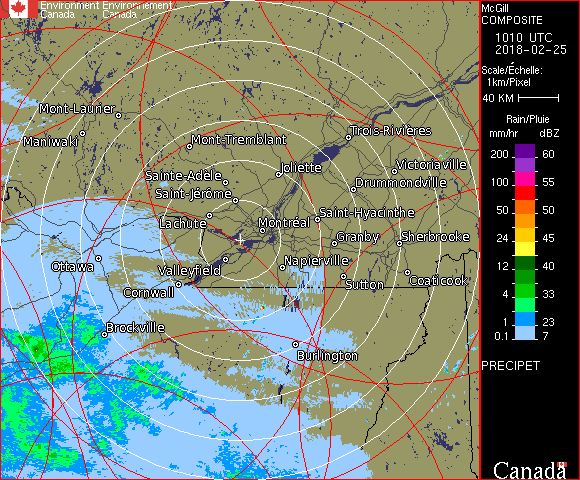 Environment Environnement
Canada Canada
McGill
COMPOSITE
1010 UTC
2018-02-25
Scale/Échelle:
1km/Pixel
40 KM
Rain/Pluie
mm/hr dBZ
200 60
100 55
50 50
24 45
12 40
4 33
1 23
0.1 7
PRECIPET
Mont-Laurier
Maniwaki
Mont-Tremblant
Trois-Rivières
Joliette
Victoriaville
Sainte-Adèle
Drummondville
Saint-Jérôme
Saint-Hyacinthe
Lachute
Montréal
Granby
Sherbrooke
Ottawa
Valleyfield
Napierville
Coaticook
Cornwall
Sutton
Brockville
Burlington
Canada